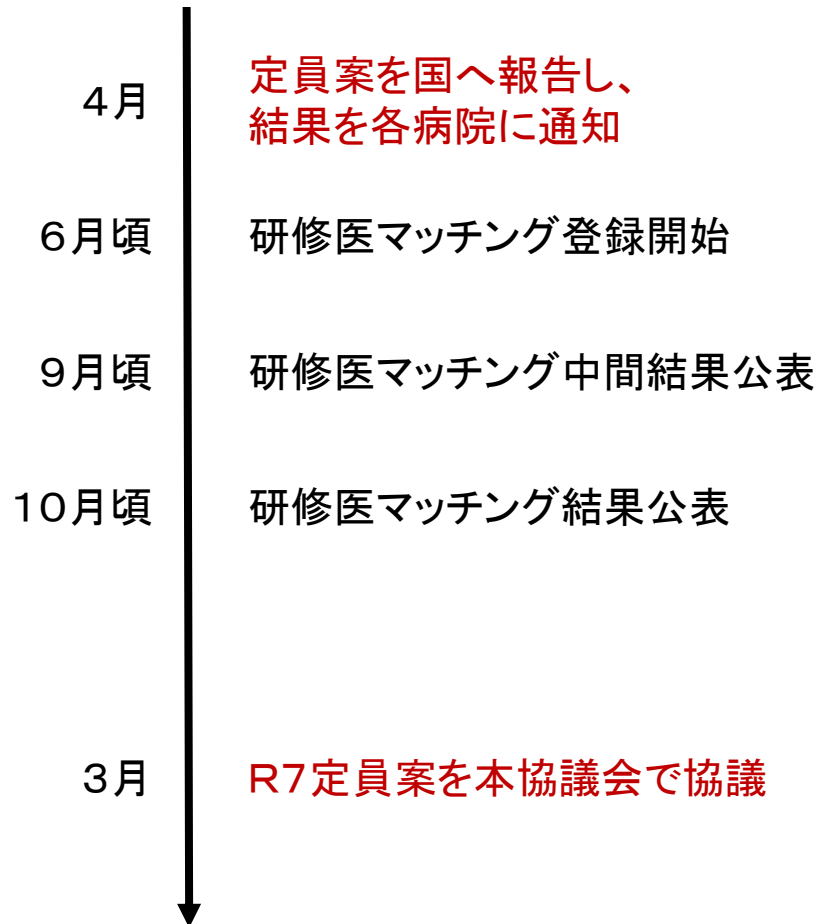 ４月
定員案を国へ報告し、
結果を各病院に通知
６月頃
研修医マッチング登録開始
９月頃
研修医マッチング中間結果公表
１０月頃
研修医マッチング結果公表
３月
Ｒ７定員案を本協議会で協議